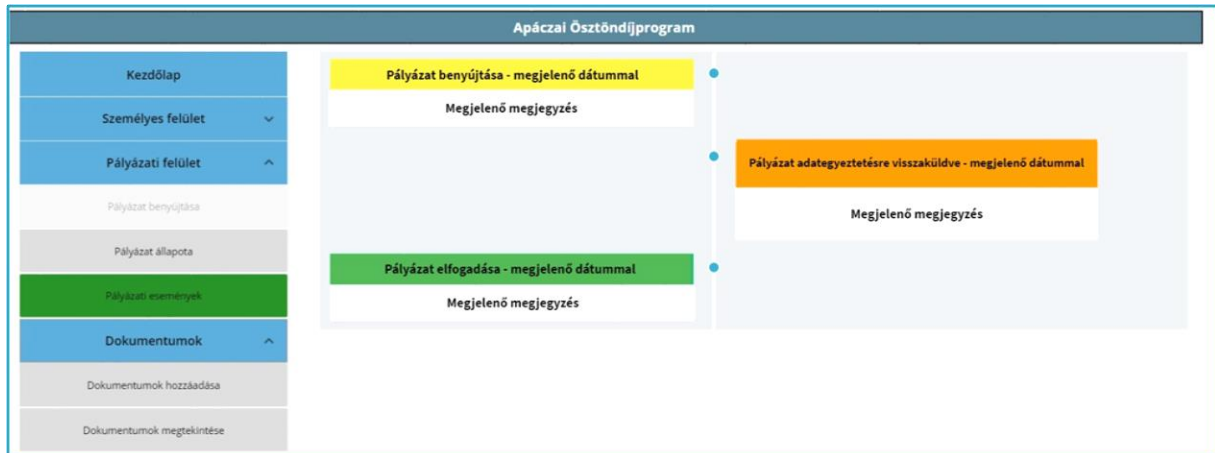 Apáczai Ösztöndíjprogram
Kezdőlap
Személyes felület
Pályázati felület
Pályázat benyújtása
Pályázat állapota
Pályázati események
Dokumentumok
Dokumentumok hozzáadása
Dokumentumok megtekintése
Pályázat benyújtása - megjelenő dátummal
Megjelenő megjegyzés
Pályázat adategyeztetésre visszaküldve - megjelenő dátummal
Megjelenő megjegyzés
Pályázat elfogadása - megjelenő dátummal
Megjelenő megjegyzés